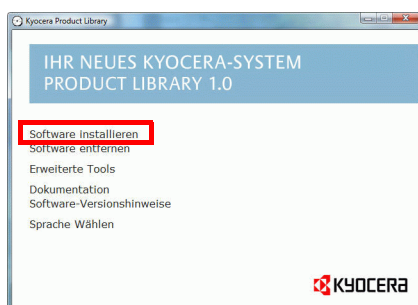 Kyocera Product Library
IHR NEUES KYOCERA-SYSTEM
PRODUCT LIBRARY 1.0
Software installieren
Software entfernen
Erweiterte Tools
Dokumentation
Software-Versionshinweise
Sprache Wählen
KYOCERA